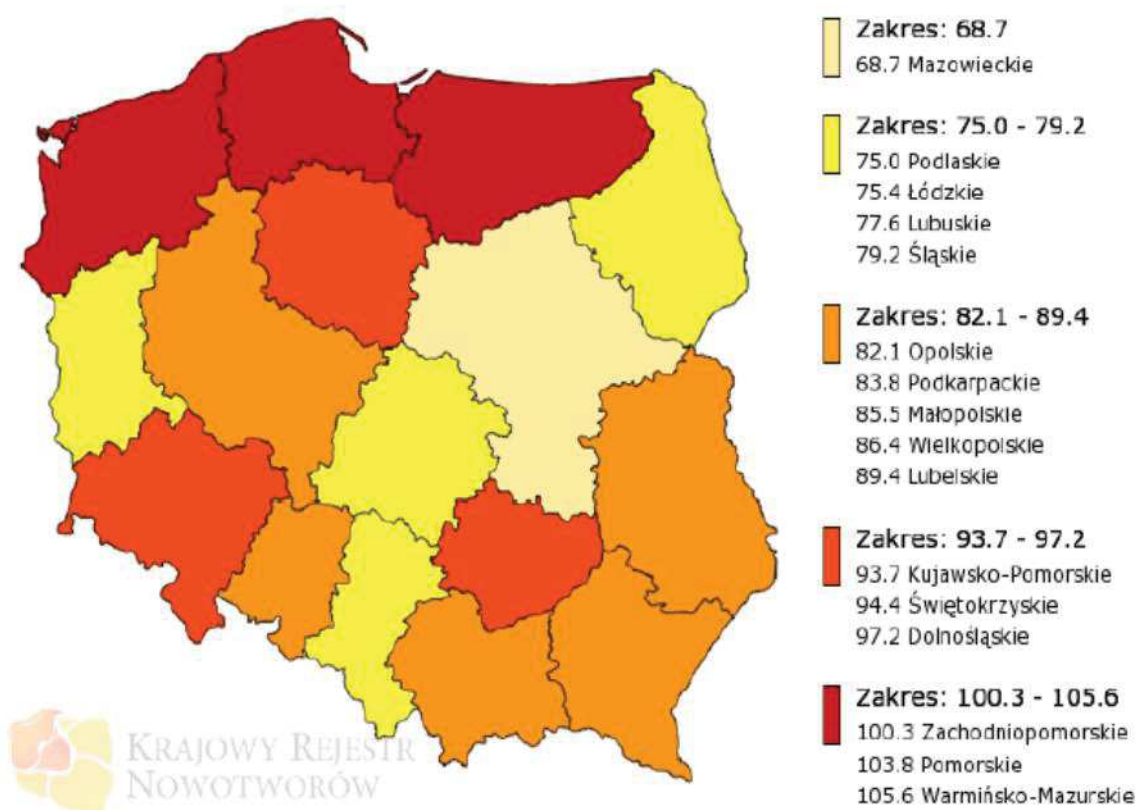 Zakres: 68.7
68.7 Mazowieckie
Zakres: 75.0 - 79.2
75.0 Podlaskie
75.4 Łódzkie
77.6 Lubuskie
79.2 Śląskie
Zakres: 82.1 - 89.4
82.1 Opolskie
83.8 Podkarpackie
85.5 Małopolskie
86.4 Wielkopolskie
89.4 Lubelskie
Zakres: 93.7 - 97.2
93.7 Kujawsko-Pomorskie
94.4 Świętokrzyskie
97.2 Dolnośląskie
Zakres: 100.3 - 105.6
100.3 Zachodniopomorskie
103.8 Pomorskie
105.6 Warmińsko-Mazurskie
KRAJOWY REJESTR
NOWOTWORÓW